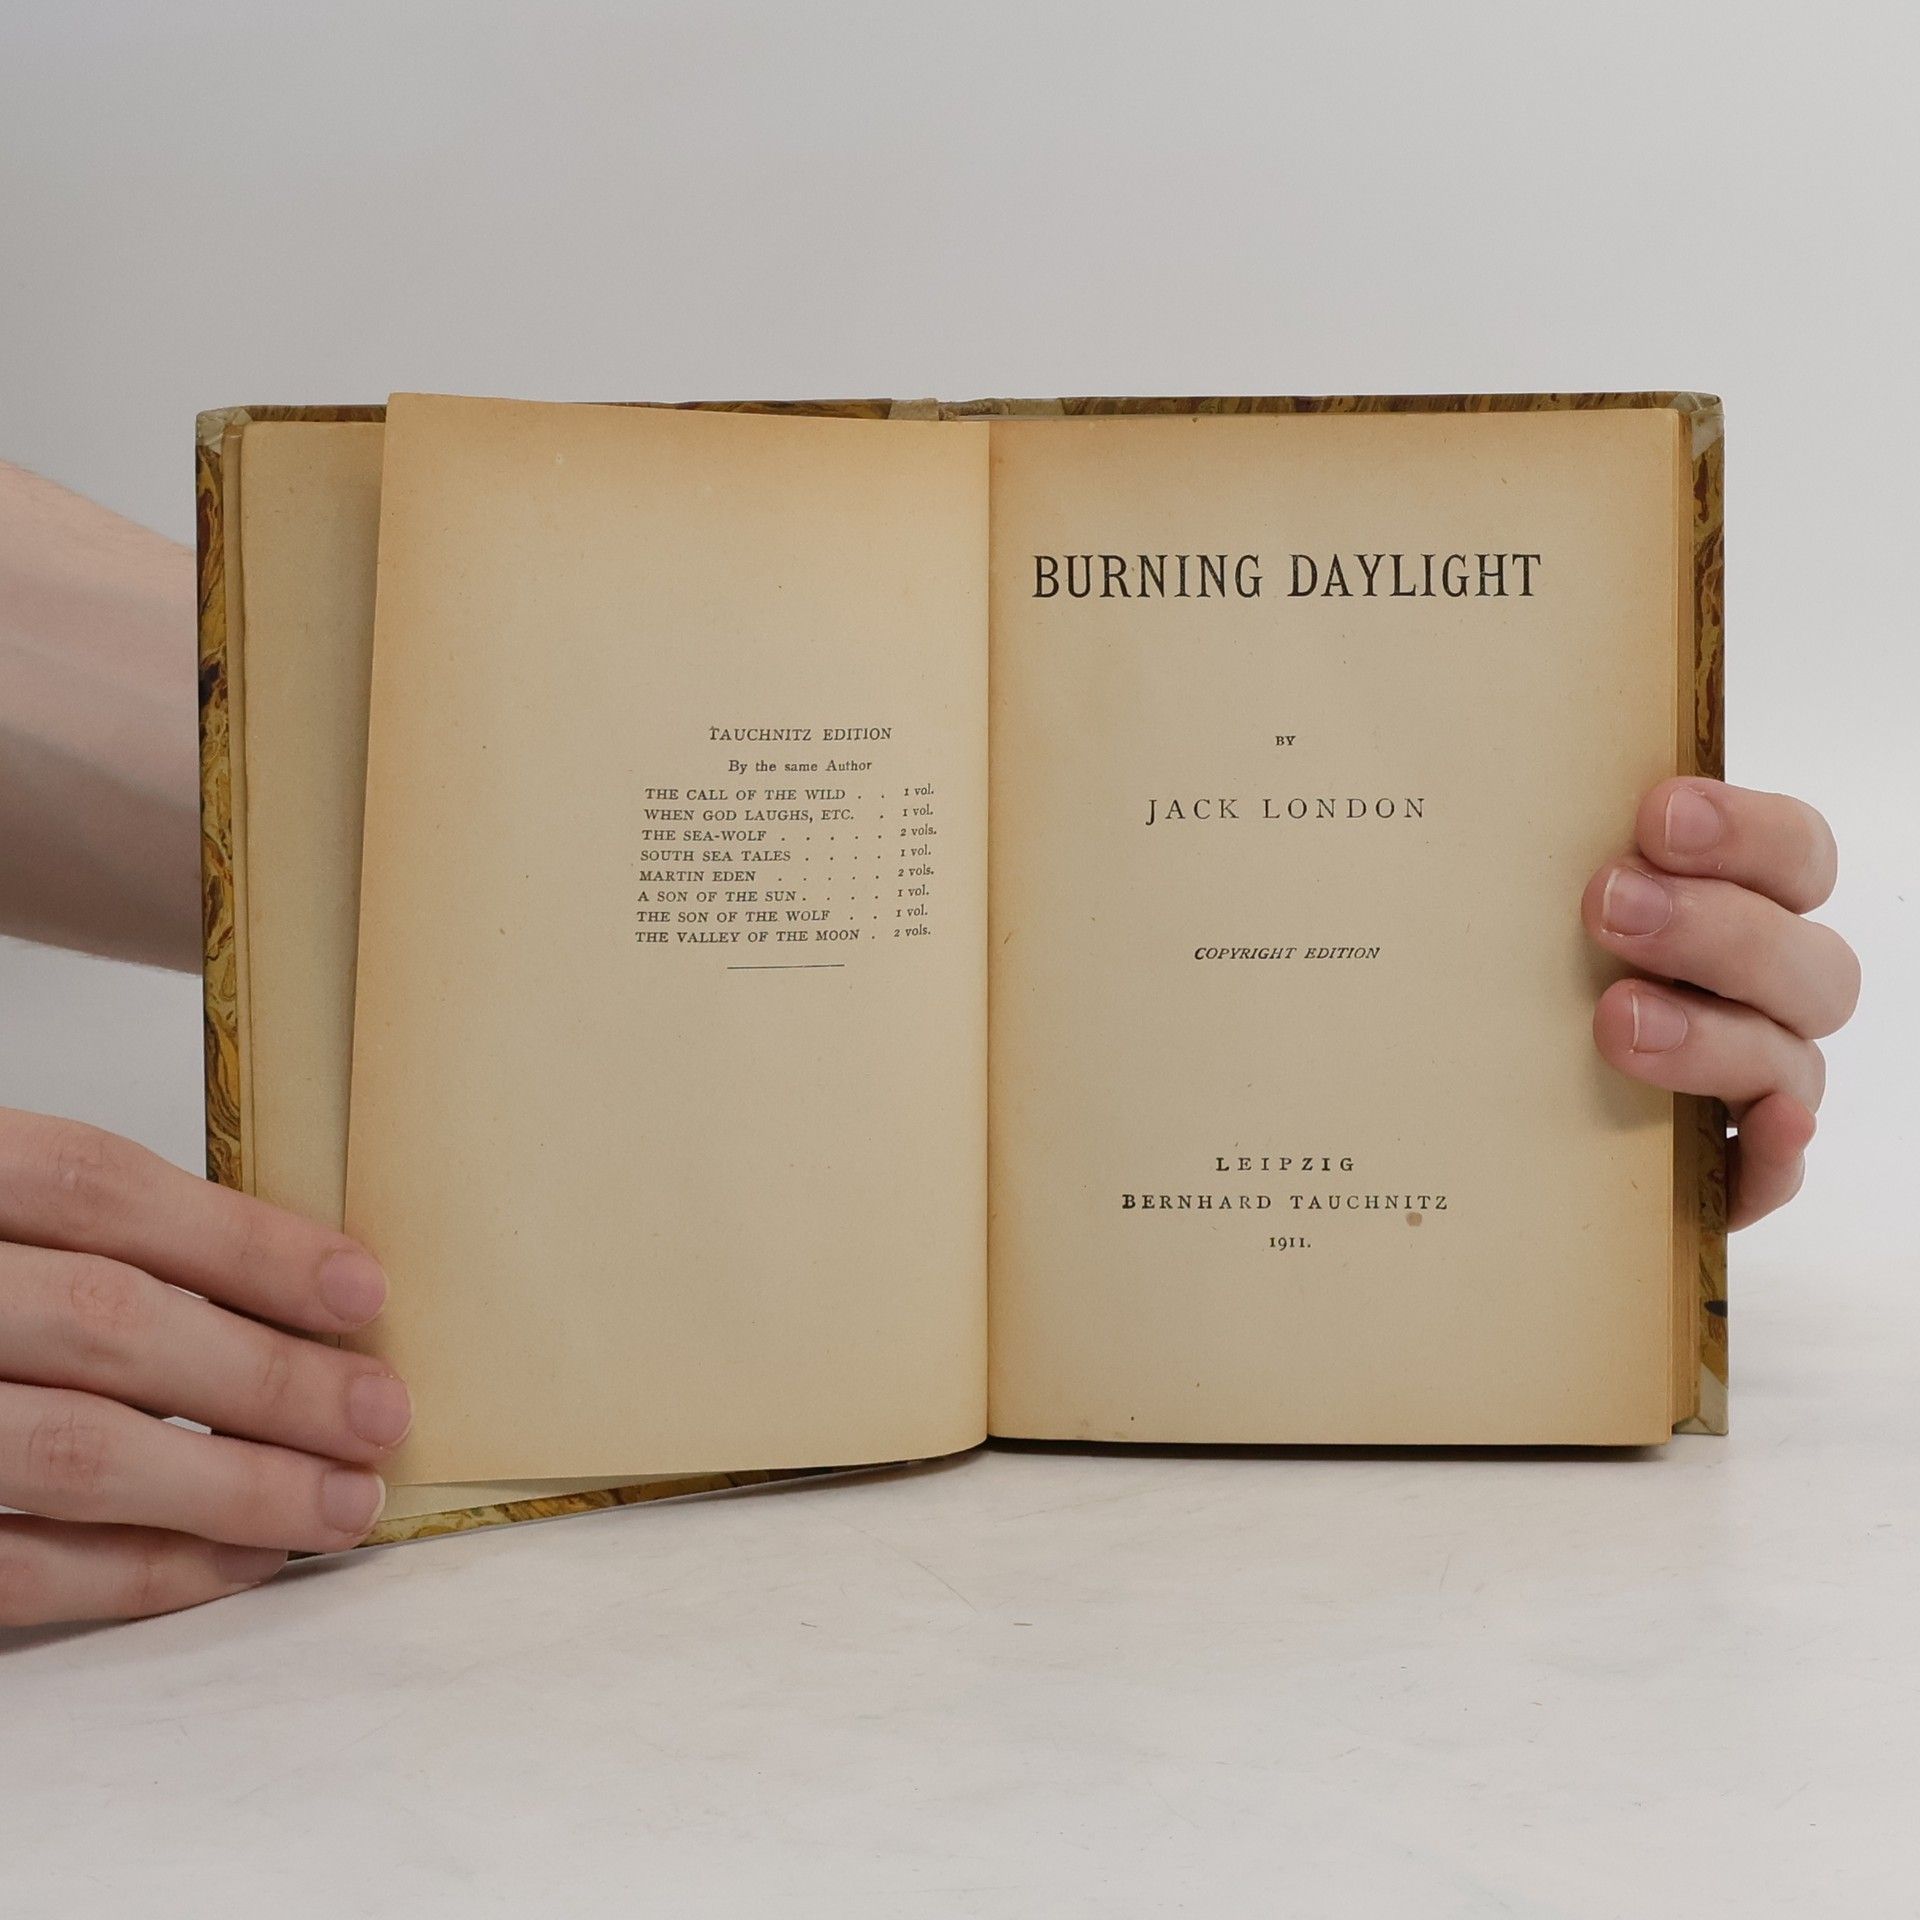 TAUCHNITZ EDITION
By the same Author
THE CALL OF THE WILD . . 1 vol.
WHEN GOD LAUGHS, ETC. . 1 vol.
THE SEA-WOLF . . . . . 2 vols.
SOUTH SEA TALES . . . . 1 vol.
MARTIN EDEN . . . . . 2 vols.
A SON OF THE SUN . . . . 1 vol.
THE SON OF THE WOLF . . 1 vol.
THE VALLEY OF THE MOON . 2 vols.
BURNING DAYLIGHT
BY
JACK LONDON
COPYRIGHT EDITION
LEIPZIG
BERNHARD TAUCHNITZ
1911.